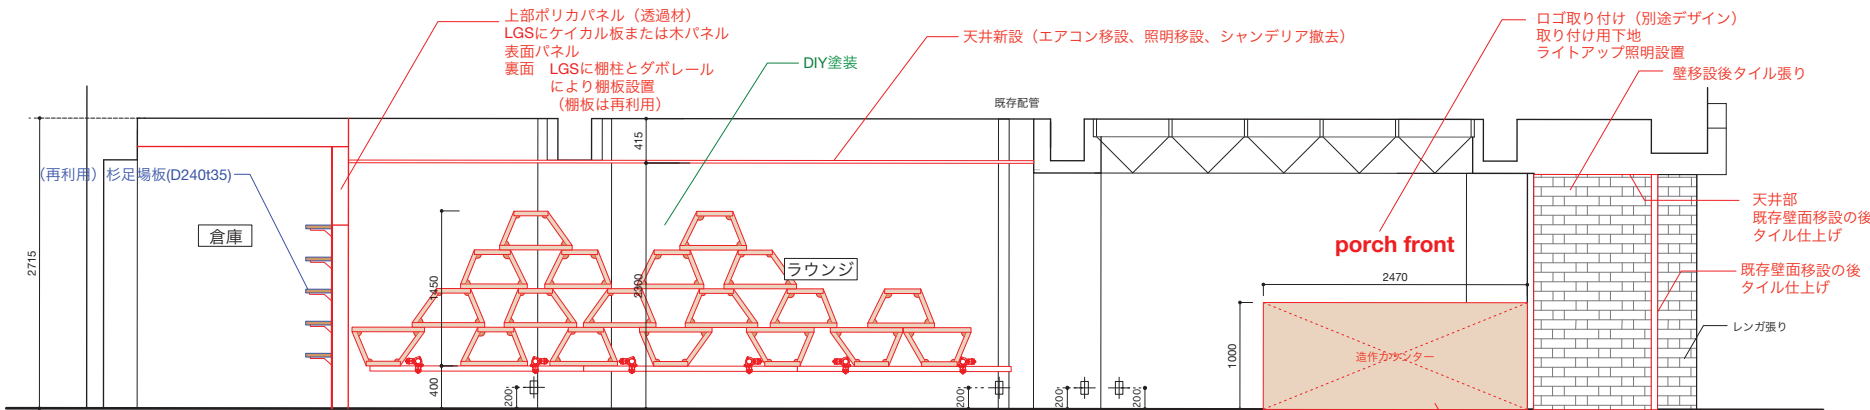 上部ポリカパネル（透過材）
LGSにケイカル板または木パネル
表面パネル
裏面　LGSに棚柱とダボレール
により棚板設置
（棚板は再利用）
天井新設（エアコン移設、照明移設、シャンデリア撤去）
DIY塗装
既存配管
ロゴ取り付け（別途デザイン）
取り付け用下地
ライトアップ照明設置
壁移設後タイル張り
（再利用）杉足場板(D240t35)
倉庫
ラウンジ
porch front
天井部
既存壁面移設の後
タイル仕上げ
既存壁面移設の後
タイル仕上げ
レンガ張り
造作カウンター
2715
415
1450
2300
400
200
200
200
200
2470
1000